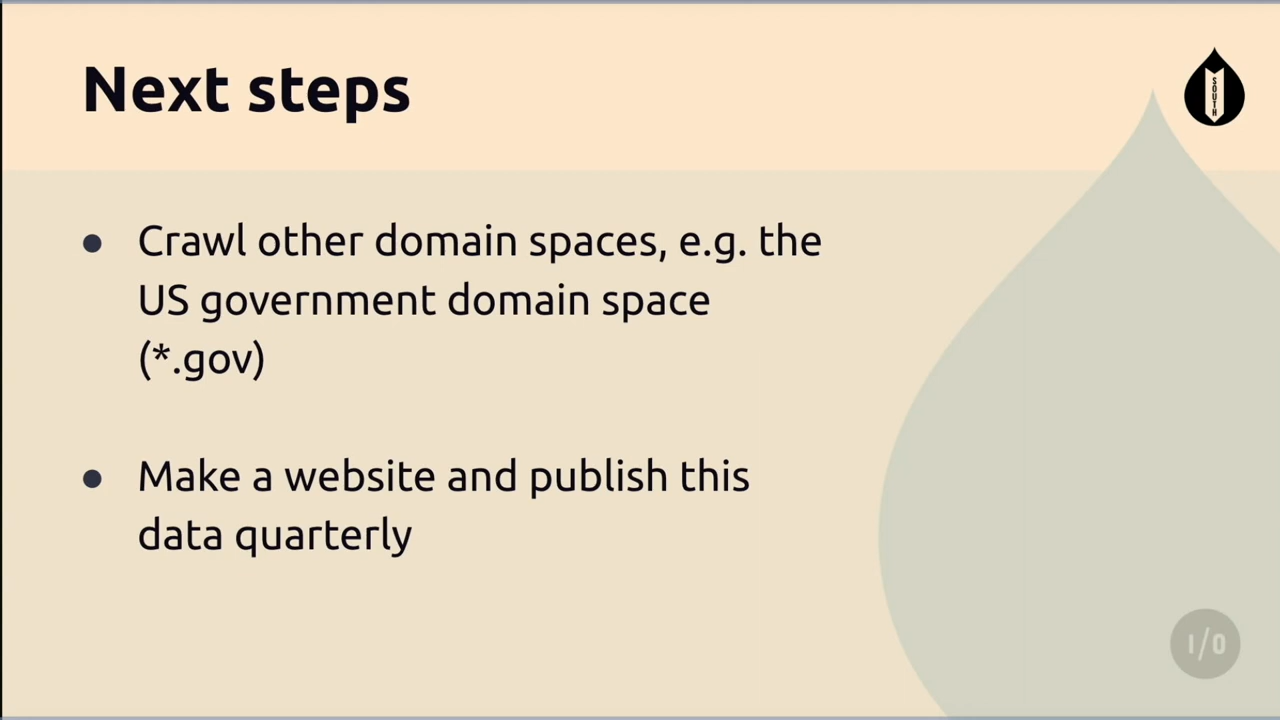 Next steps
SOUTH
● Crawl other domain spaces, e.g. the
US government domain space
(*.gov)
● Make a website and publish this
data quarterly
I/O